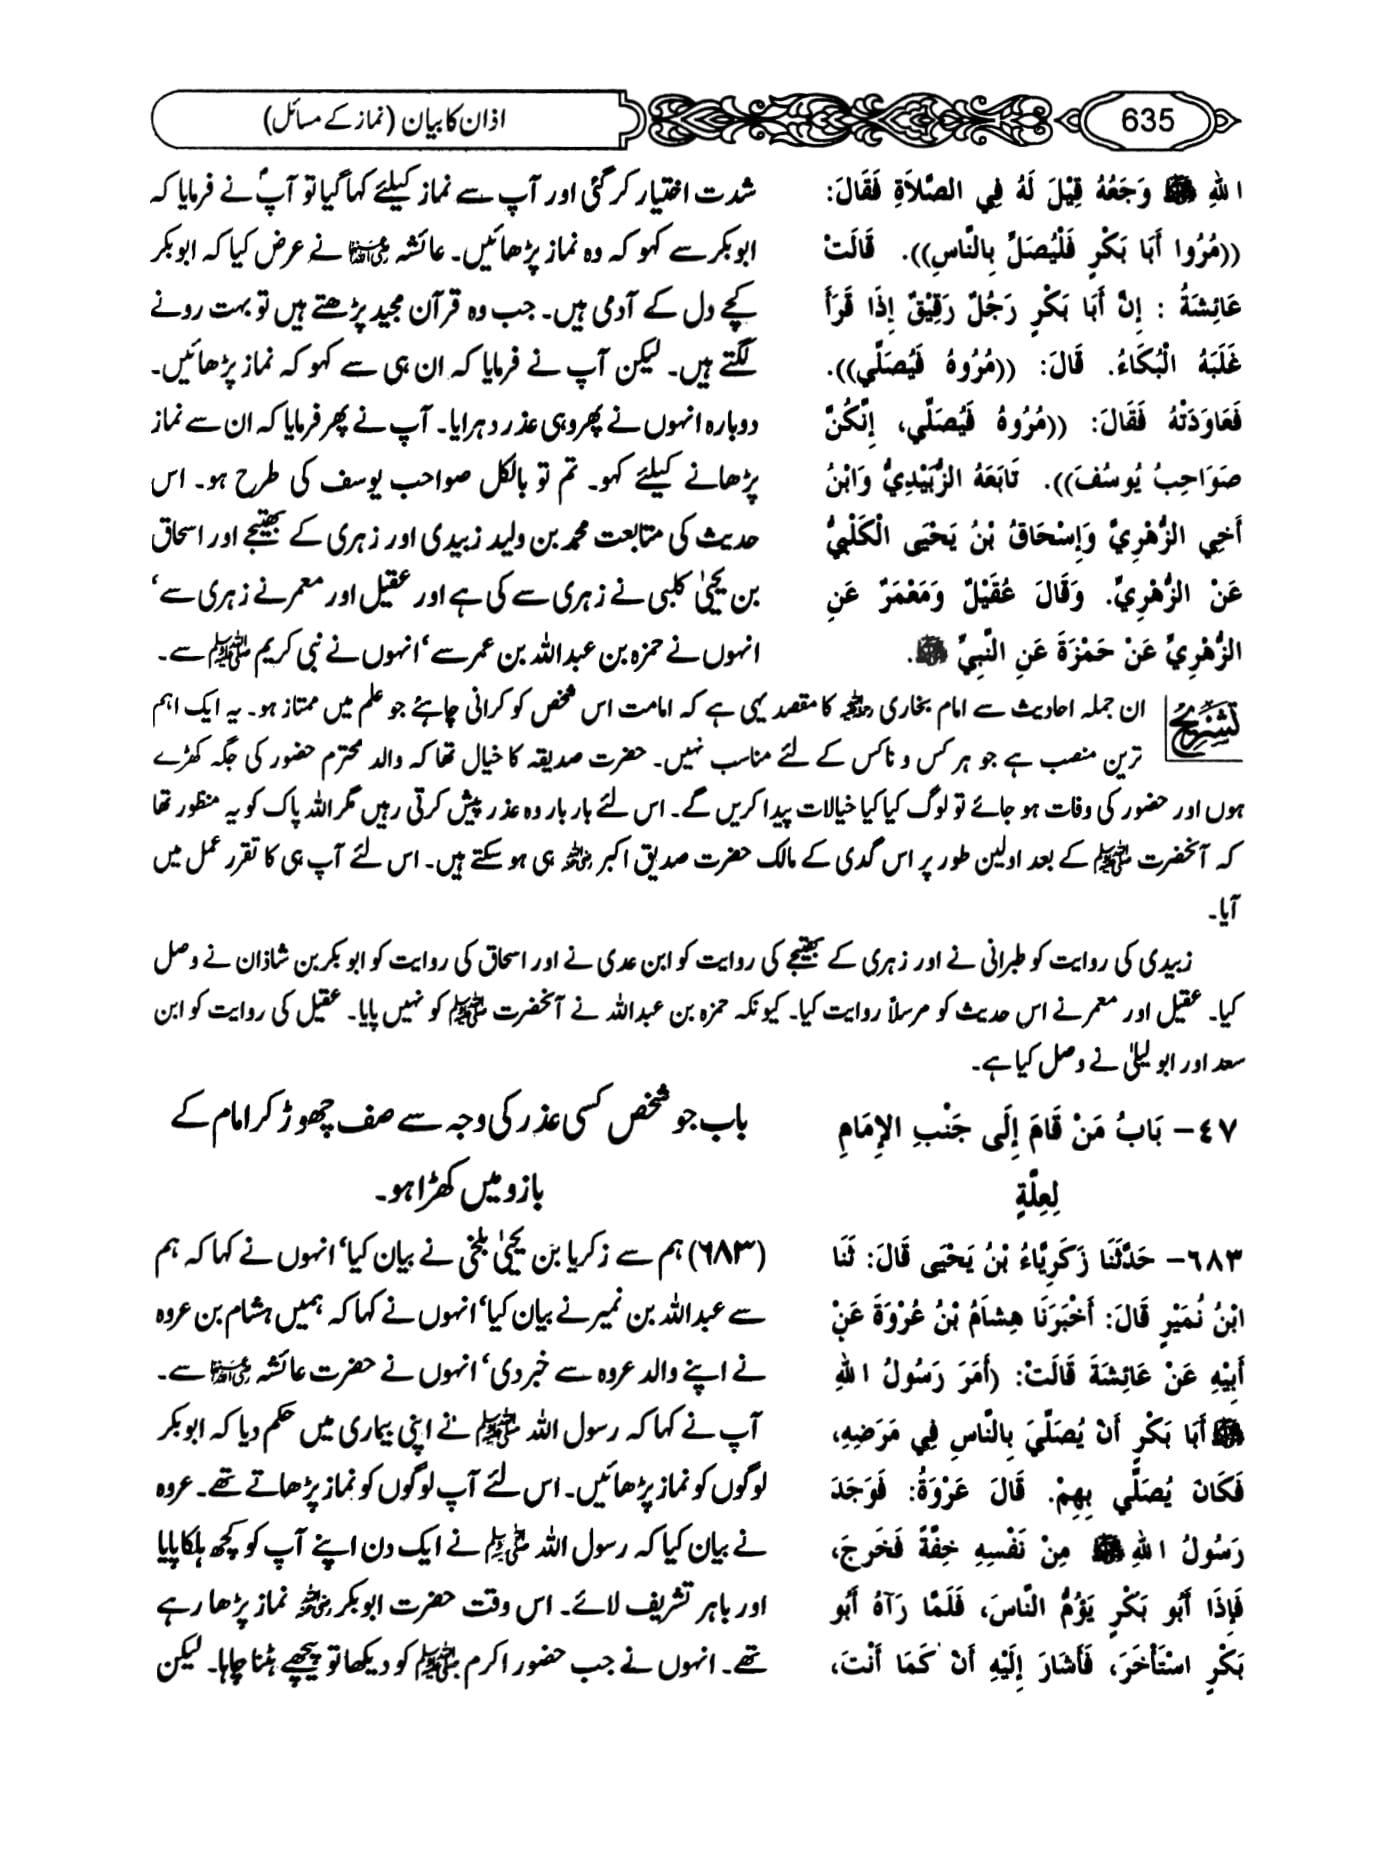 635
اذان کا بیان (نماز کے مسائل)
اللهِ ﷺ وَجَعُهُ قِيْلَ لَهُ فِي الصَّلاَةِ فَقَالَ:
((مُرُوا أَبَا بَكْرٍ فَلْيُصَلِّ بِالنَّاسِ)). قَالَتْ
عَائِشَةُ : إِنَّ أَبَا بَكْرٍ رَجُلٌ رَقِيْقٌ إِذَا قَرَأَ
غَلَبَهُ الْبُكَاءُ. قَالَ: ((مُرُوهُ فَيُصَلِّي)).
فَعَاوَدَتْهُ فَقَالَ: ((مُرُوهُ فَيُصَلِّي، إِنَّكُنَّ
صَوَاحِبُ يُوسُفَ)). تَابَعَهُ الزُّبَيْدِيُّ وَابْنُ
أَخِي الزُّهْرِيِّ وَإِسْحَاقُ بْنُ يَحْيَى الْكَلْبِيُّ
عَنْ الزُّهْرِيِّ. وَقَالَ عُقَيْلٌ وَمَعْمَرٌ عَنِ
الزُّهْرِيِّ عَنْ حَمْزَةَ عَنِ النَّبِيِّ ﷺ.
شدت اختیار کر گئی اور آپ سے نماز کیلئے کہا گیا تو آپؐ نے فرمایا کہ
ابوبکر سے کہو کہ وہ نماز پڑھائیں۔ عائشہ رضی اللہ عنہا نے عرض کیا کہ ابوبکر
کچے دل کے آدمی ہیں۔ جب وہ قرآن مجید پڑھتے ہیں تو بہت رونے
لگتے ہیں۔ لیکن آپ نے فرمایا کہ ان ہی سے کہو کہ نماز پڑھائیں۔
دوبارہ انہوں نے پھر وہی عذر دہرایا۔ آپ نے پھر فرمایا کہ ان سے نماز
پڑھانے کیلئے کہو۔ تم تو بالکل صواحب یوسف کی طرح ہو۔ اس
حدیث کی متابعت محمد بن ولید زبیدی اور زہری کے بھتیجے اور اسحاق
بن یحیٰ کلبی نے زہری سے کی ہے اور عقیل اور معمر نے زہری سے‘
انہوں نے حمزہ بن عبداللہ بن عمر سے ‘انہوں نے نبی کریم ﷺ سے۔
تشریح ان جملہ احادیث سے امام بخاری رحمۃ اللہ علیہ کا مقصد یہی ہے کہ امامت اس شخص کو کرانی چاہئے جو علم میں ممتاز ہو۔ یہ ایک اہم
ترین منصب ہے جو ہر کس و ناکس کے لئے مناسب نہیں۔ حضرت صدیقہ کا خیال تھا کہ والد محترم حضور کی جگہ کھڑے
ہوں اور حضور کی وفات ہو جائے تو لوگ کیا کیا خیالات پیدا کریں گے۔ اس لئے بار بار وہ عذر پیش کرتی رہیں مگر اللہ پاک کو یہ منظور تھا
کہ آنحضرت ﷺ کے بعد اولین طور پر اس گدی کے مالک حضرت صدیق اکبر رضی اللہ عنہ ہی ہو سکتے ہیں۔ اس لئے آپ ہی کا تقرر عمل میں
آیا۔
زبیدی کی روایت کو طبرانی نے اور زہری کے بھتیجے کی روایت کو ابن عدی نے اور اسحاق کی روایت کو ابوبکر بن شاذان نے وصل
کیا۔ عقیل اور معمر نے اس حدیث کو مرسلاً روایت کیا۔ کیونکہ حمزہ بن عبداللہ نے آنحضرت ﷺ کو نہیں پایا۔ عقیل کی روایت کو ابن
سعد اور ابو لیلیٰ نے وصل کیا ہے۔
٤٧ – بَابُ مَنْ قَامَ إِلَى جَنْبِ الإِمَامِ
لِعِلَّةٍ
باب جو شخص کسی عذر کی وجہ سے صف چھوڑ کر امام کے
بازو میں کھڑا ہو۔
٦٨٣– حَدَّثَنَا زَكَرِيَّاءُ بْنُ يَحْيَى قَالَ: ثَنَا
ابْنُ نُمَيْرٍ قَالَ: أَخْبَرَنَا هِشَامُ بْنُ عُرْوَةَ عَنْ
أَبِيْهِ عَنْ عَائِشَةَ قَالَتْ: (أَمَرَ رَسُولُ اللهِ
ﷺ أَبَا بَكْرٍ أَنْ يُصَلِّيَ بِالنَّاسِ فِي مَرَضِهِ،
فَكَانَ يُصَلِّي بِهِمْ. قَالَ عَرْوَةُ: فَوَجَدَ
رَسُولُ اللهِ ﷺ مِنْ نَفْسِهِ خِفَّةً فَخَرَجَ،
فَإِذَا أَبُو بَكْرٍ يَؤُمُّ النَّاسَ، فَلَمَّا رَآهُ أَبُو
بَكْرٍ اسْتَأْخَرَ، فَأَشَارَ إِلَيْهِ أَنْ كَمَا أَنْتَ،
(٦٨٣) ہم سے زکریا بن یحیٰ بلخی نے بیان کیا‘ انہوں نے کہا کہ ہم
سے عبداللہ بن نمیر نے بیان کیا‘ انہوں نے کہا کہ ہمیں ہشام بن عروہ
نے اپنے والد عروہ سے خبر دی‘ انہوں نے حضرت عائشہ رضی اللہ عنہا سے۔
آپ نے کہا کہ رسول اللہ ﷺ نے اپنی بیماری میں حکم دیا کہ ابوبکر
لوگوں کو نماز پڑھائیں۔ اس لئے آپ لوگوں کو نماز پڑھاتے تھے۔ عروہ
نے بیان کیا کہ رسول اللہ ﷺ نے ایک دن اپنے آپ کو کچھ ہلکا پایا
اور باہر تشریف لائے۔ اس وقت حضرت ابوبکر رضی اللہ عنہ نماز پڑھا رہے
تھے۔ انہوں نے جب حضور اکرم ﷺ کو دیکھا تو پیچھے ہٹنا چاہا۔ لیکن